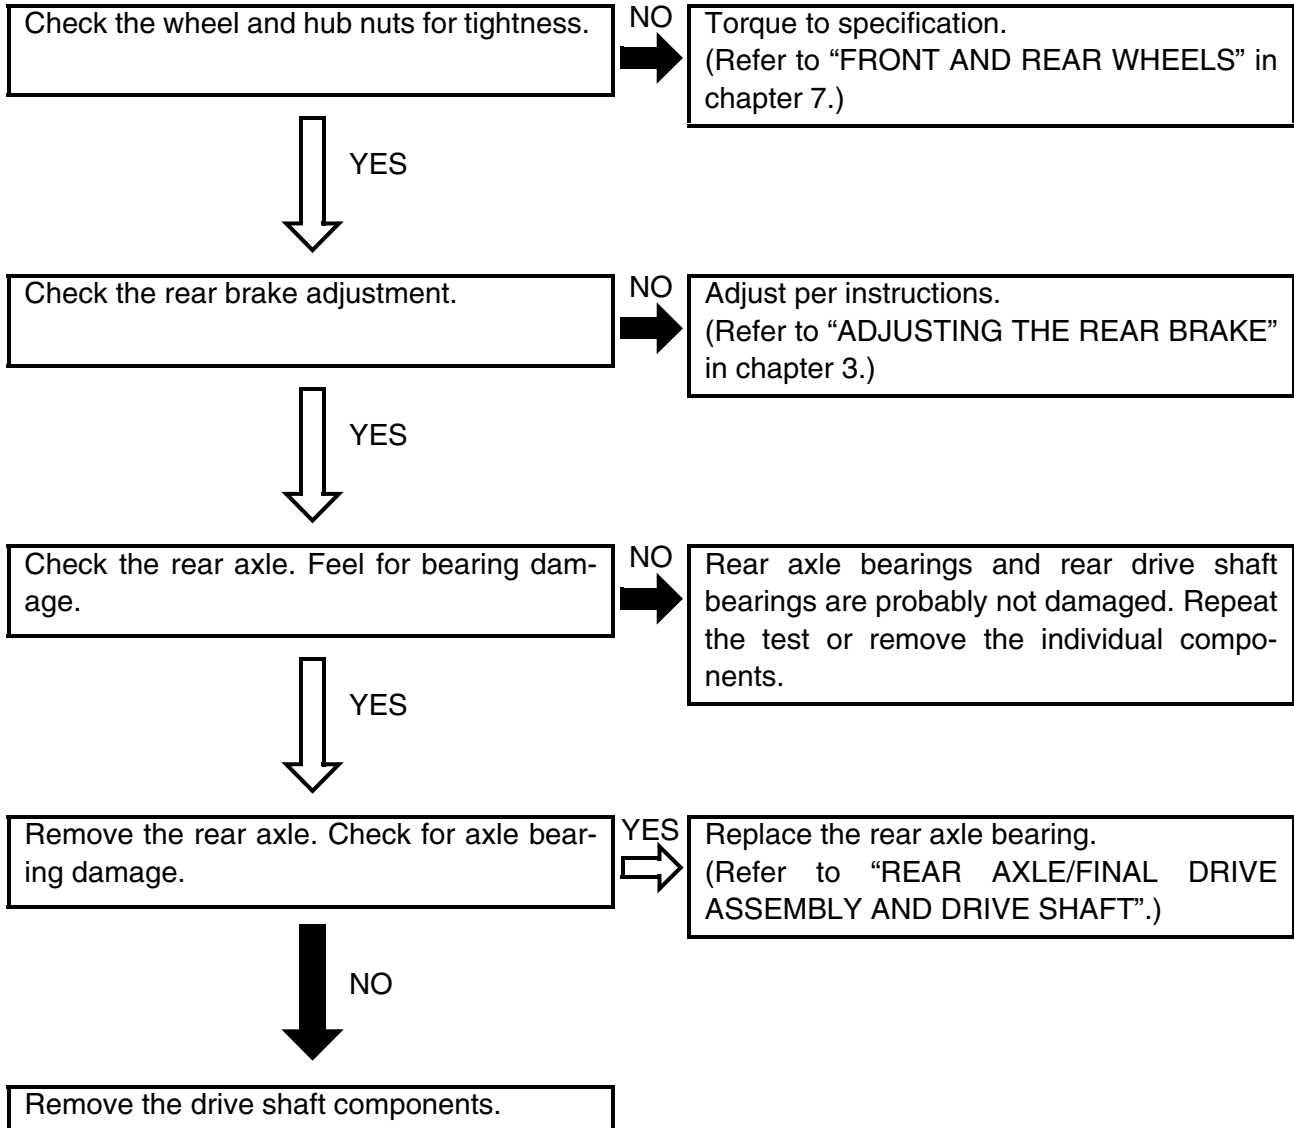 Check the wheel and hub nuts for tightness.
NO
Torque to specification.
(Refer to “FRONT AND REAR WHEELS” in
chapter 7.)
YES
Check the rear brake adjustment.
NO
Adjust per instructions.
(Refer to “ADJUSTING THE REAR BRAKE”
in chapter 3.)
YES
Check the rear axle. Feel for bearing dam-
age.
NO
Rear axle bearings and rear drive shaft
bearings are probably not damaged. Repeat
the test or remove the individual compo-
nents.
YES
Remove the rear axle. Check for axle bear-
ing damage.
YES
Replace the rear axle bearing.
(Refer to “REAR AXLE/FINAL DRIVE
ASSEMBLY AND DRIVE SHAFT”.)
NO
Remove the drive shaft components.